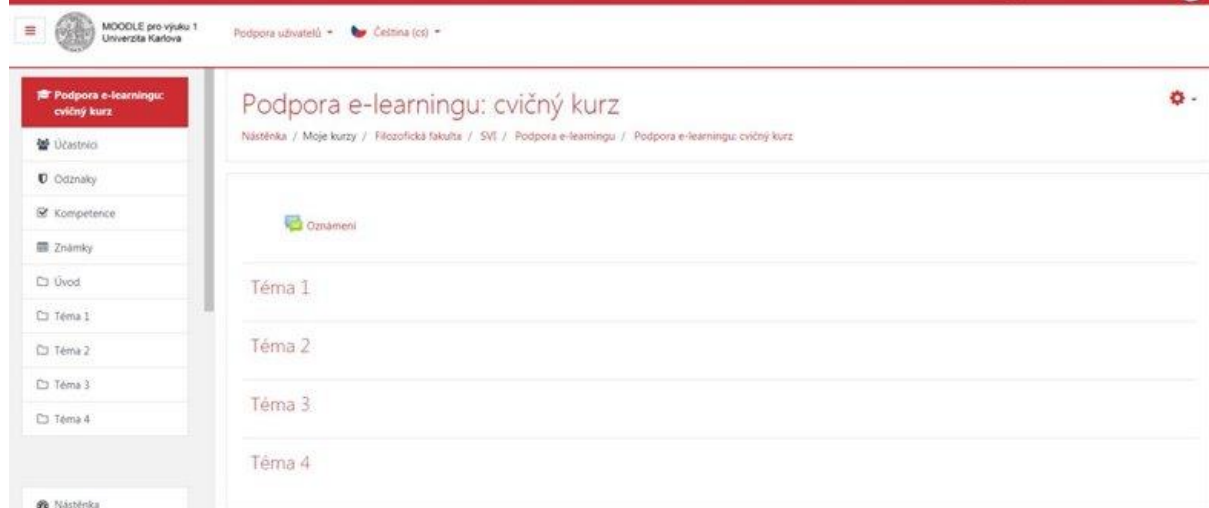 MOODLE pro výuku 1
Univerzita Karlova
Podpora uživatelů
Čeština (cs)
Podpora e-learningu:
cvičný kurz
Účastníci
Odznaky
Kompetence
Známky
Úvod
Téma 1
Téma 2
Téma 3
Téma 4
Nástěnka
Podpora e-learningu: cvičný kurz
Nástěnka / Moje kurzy / Filozofická fakulta / SVI / Podpora e-learningu / Podpora e-learningu: cvičný kurz
Oznámení
Téma 1
Téma 2
Téma 3
Téma 4